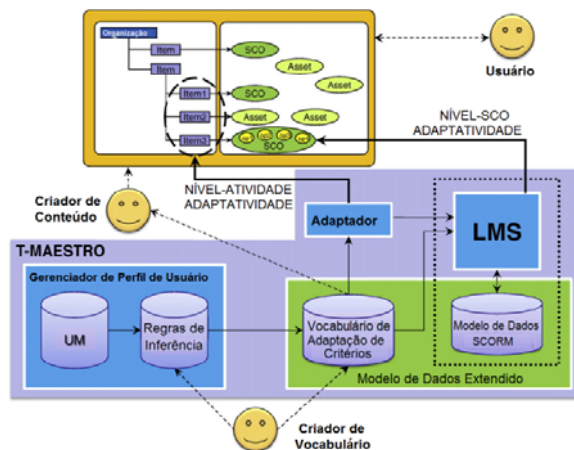 Organização
Item
SCO
Asset
Item
Item1
SCO
Asset
Item2
Asset
Asset
Item3
SCO
Usuário
NÍVEL-SCO
ADAPTATIVIDADE
NÍVEL-ATIVIDADE
ADAPTATIVIDADE
Criador de
Conteúdo
Adaptador
LMS
T-MAESTRO
Gerenciador de Perfil de Usuário
UM
Regras de
Inferência
Vocabulário de
Adaptação de
Critérios
Modelo de Dados
SCORM
Modelo de Dados Extendido
Criador de
Vocabulário